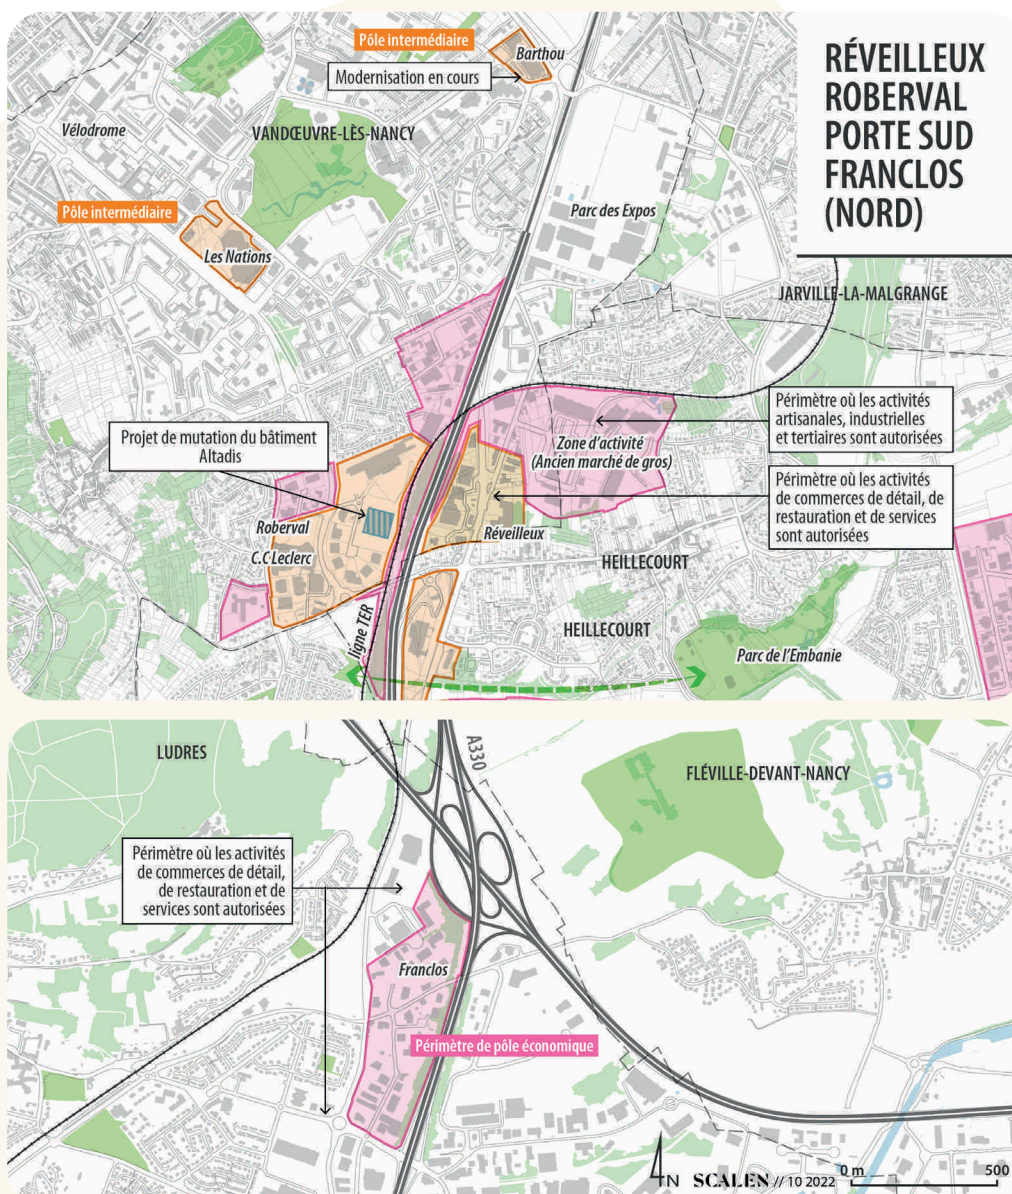 Pôle intermédiaire
Barthou
Modernisation en cours
RÉVEILLEUX
ROBERVAL
PORTE SUD
FRANCLOS
(NORD)
Vélodrome
VANDŒUVRE-LÈS-NANCY
Pôle intermédiaire
Parc des Expos
Les Nations
JARVILLE-LA-MALGRANGE
Périmètre où les activités
artisanales, industrielles
et tertiaires sont autorisées
Projet de mutation du bâtiment
Altadis
Zone d'activité
(Ancien marché de gros)
Périmètre où les activités
de commerces de détail, de
restauration et de services
sont autorisées
Roberval
C.C Leclerc
Réveilleux
HEILLECOURT
HEILLECOURT
ligne TER
Parc de l'Embanie
LUDRES
A330
FLÉVILLE-DEVANT-NANCY
Périmètre où les activités
de commerces de détail,
de restauration et de
services sont autorisées
Franclos
Périmètre de pôle économique
N SCALEN // 10 2022 0 m 500